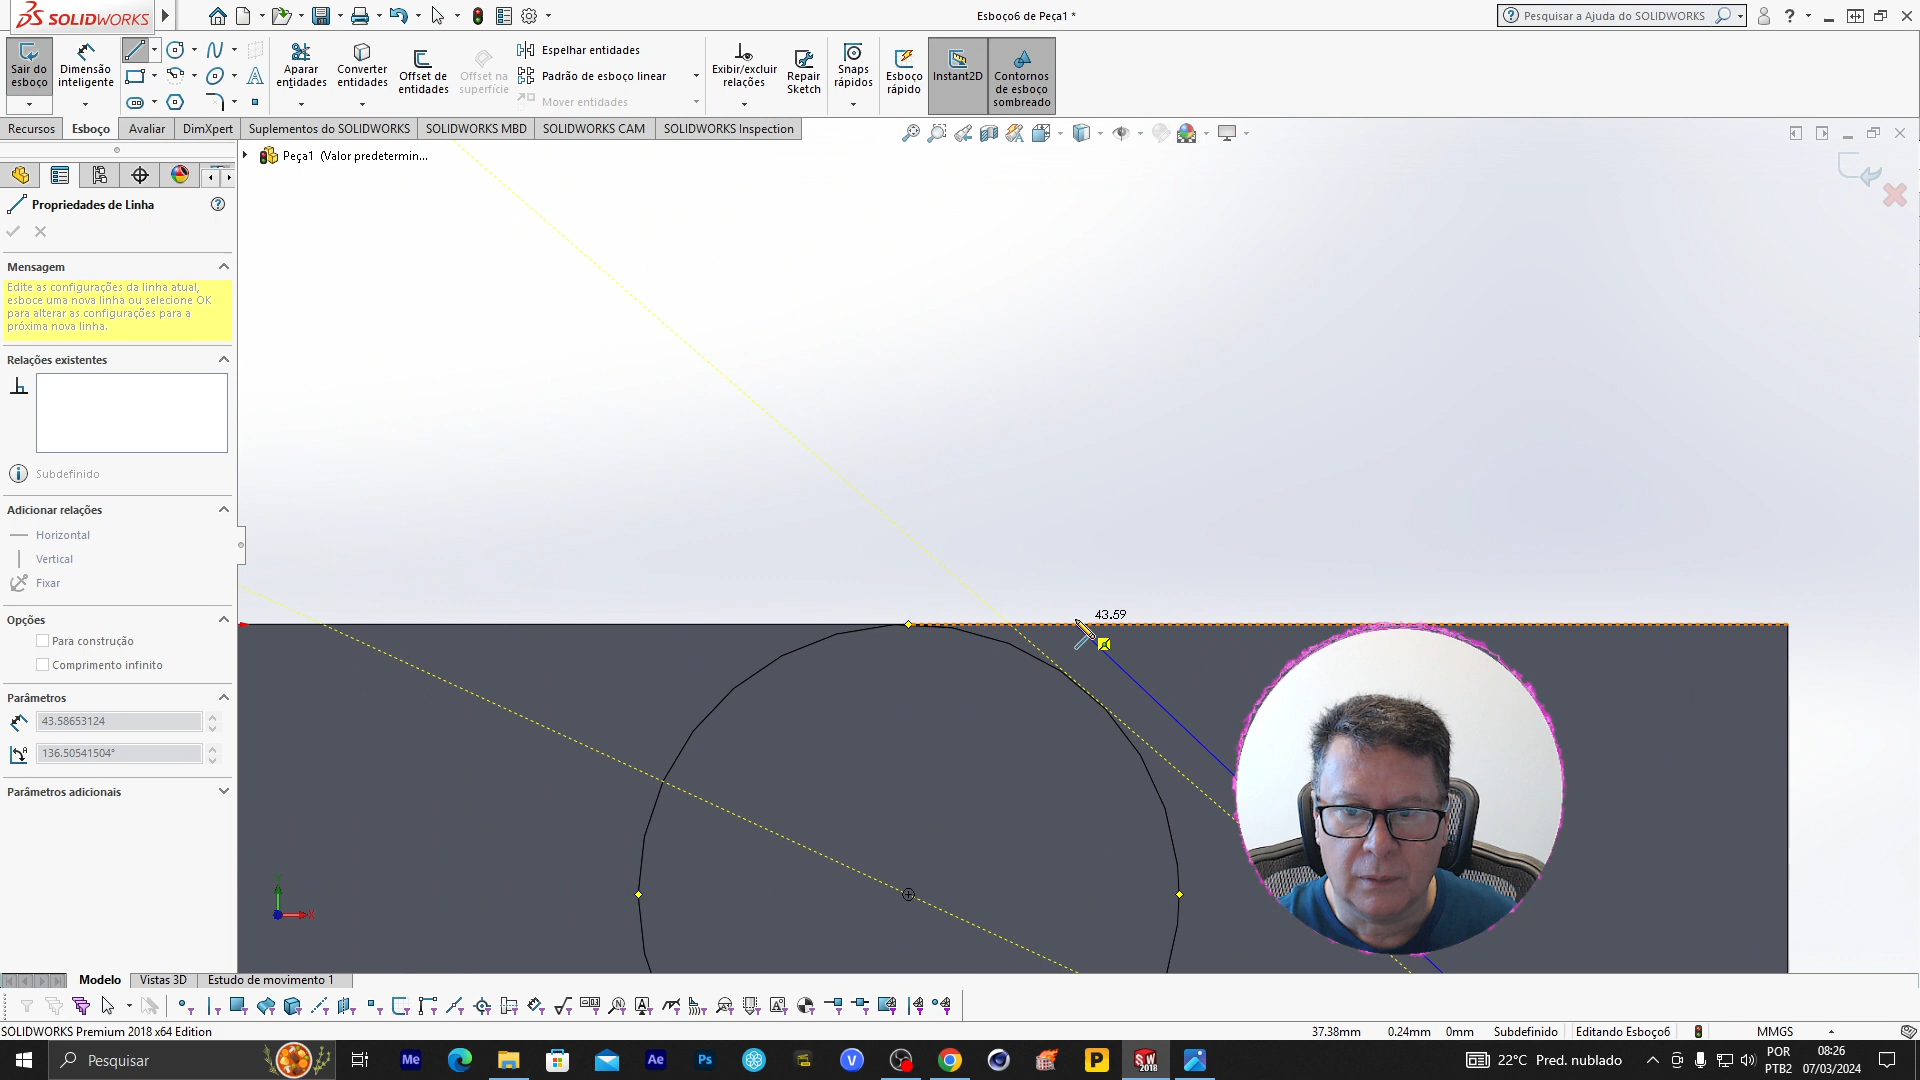 SOLIDWORKS
Esboço6 de Peça1 *
Pesquisar a Ajuda do SOLIDWORKS
Sair do esboço
Dimensão inteligente
Aparar entidades
Converter entidades
Offset de entidades
Offset na superfície
Espelhar entidades
Padrão de esboço linear
Mover entidades
Exibir/excluir relações
Repair Sketch
Snaps rápidos
Esboço rápido
Instant2D
Contornos de esboço sombreado
Recursos
Esboço
Avaliar
DimXpert
Suplementos do SOLIDWORKS
SOLIDWORKS MBD
SOLIDWORKS CAM
SOLIDWORKS Inspection
Peça1 (Valor predetermin...
Propriedades de Linha
Mensagem
Edite as configurações da linha atual,
esboce uma nova linha ou selecione OK
para alterar as configurações para a
próxima nova linha.
Relações existentes
Subdefinido
Adicionar relações
Horizontal
Vertical
Fixar
Opções
Para construção
Comprimento infinito
Parâmetros
43.58653124
136.50541504°
Parâmetros adicionais
43.59
X
Modelo
Vistas 3D
Estudo de movimento 1
SOLIDWORKS Premium 2018 x64 Edition
37.38mm
0.24mm
0mm
Subdefinido
Editando Esboço6
MMGS
Pesquisar
Me
Ae
Ps
V
P
SW
2018
22°C Pred. nublado
POR
PTB2
08:26
07/03/2024